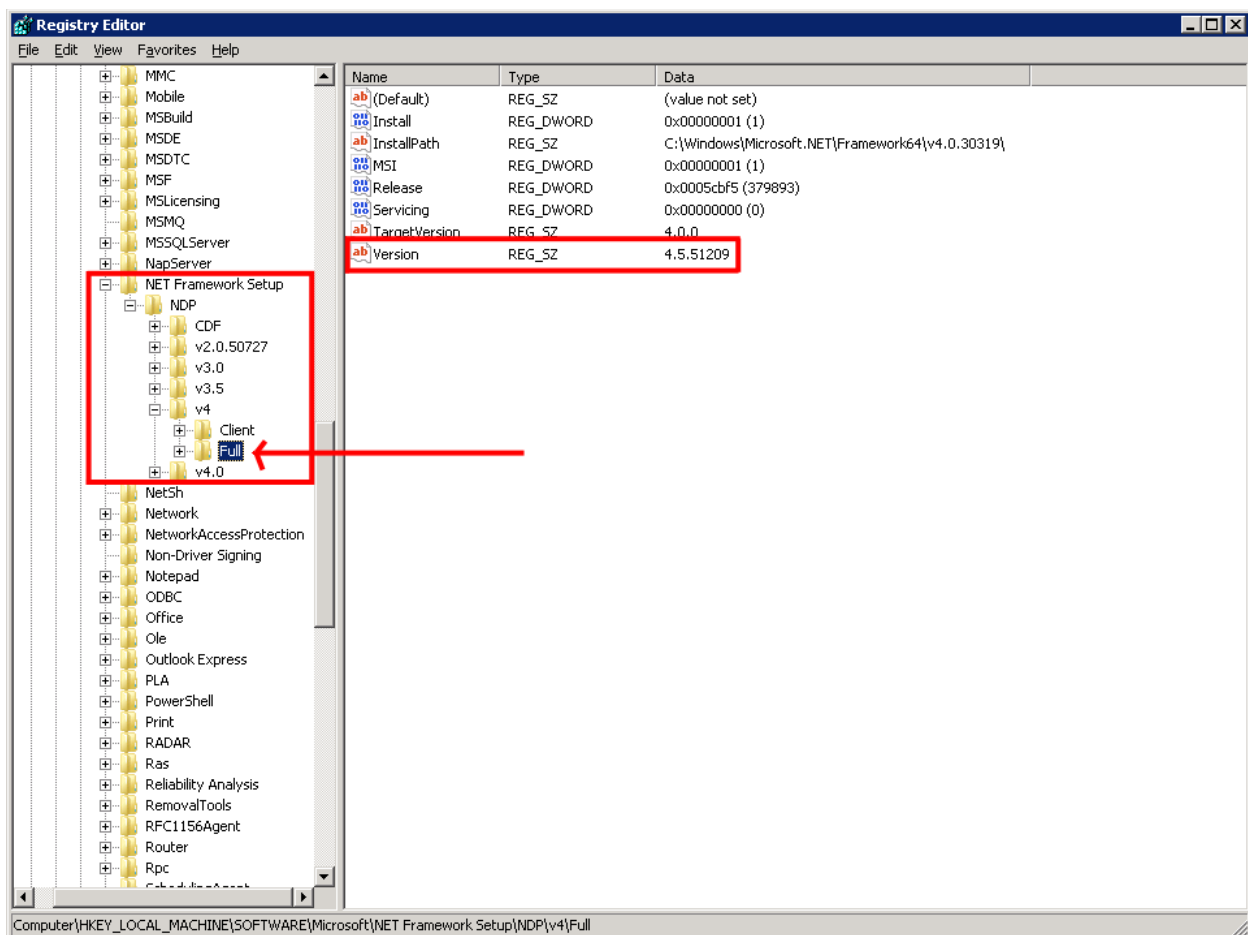 Registry Editor
File Edit View Favorites Help
MMC
Mobile
MSBuild
MSDE
MSDTC
MSF
MSLicensing
MSMQ
MSSQLServer
NapServer
NET Framework Setup
NDP
CDF
v2.0.50727
v3.0
v3.5
v4
Client
Full
v4.0
NetSh
Network
NetworkAccessProtection
Non-Driver Signing
Notepad
ODBC
Office
Ole
Outlook Express
PLA
PowerShell
Print
RADAR
Ras
Reliability Analysis
RemovalTools
RFC1156Agent
Router
Rpc
Name Type Data
(Default) REG_SZ (value not set)
Install REG_DWORD 0x00000001 (1)
InstallPath REG_SZ C:\Windows\Microsoft.NET\Framework64\v4.0.30319\
MSI REG_DWORD 0x00000001 (1)
Release REG_DWORD 0x0005cbf5 (379893)
Servicing REG_DWORD 0x00000000 (0)
TargetVersion REG_SZ 4.0.0
Version REG_SZ 4.5.51209
Computer\HKEY_LOCAL_MACHINE\SOFTWARE\Microsoft\NET Framework Setup\NDP\v4\Full